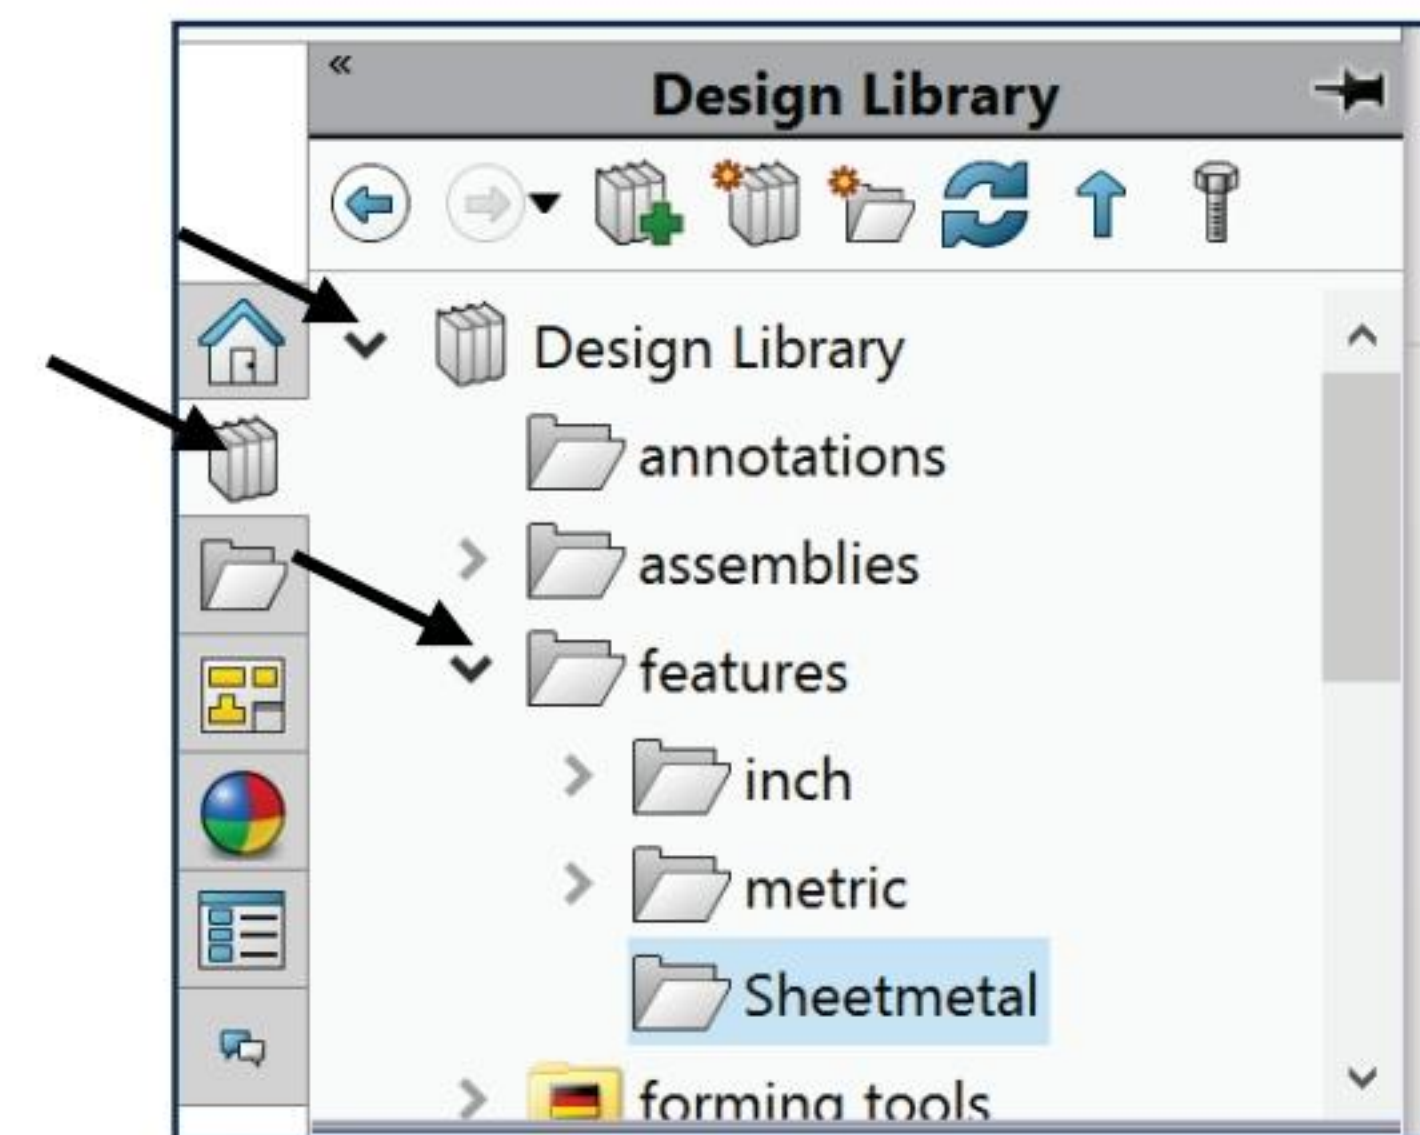 Design Library
Design Library
annotations
assemblies
features
inch
metric
Sheetmetal
forming tools